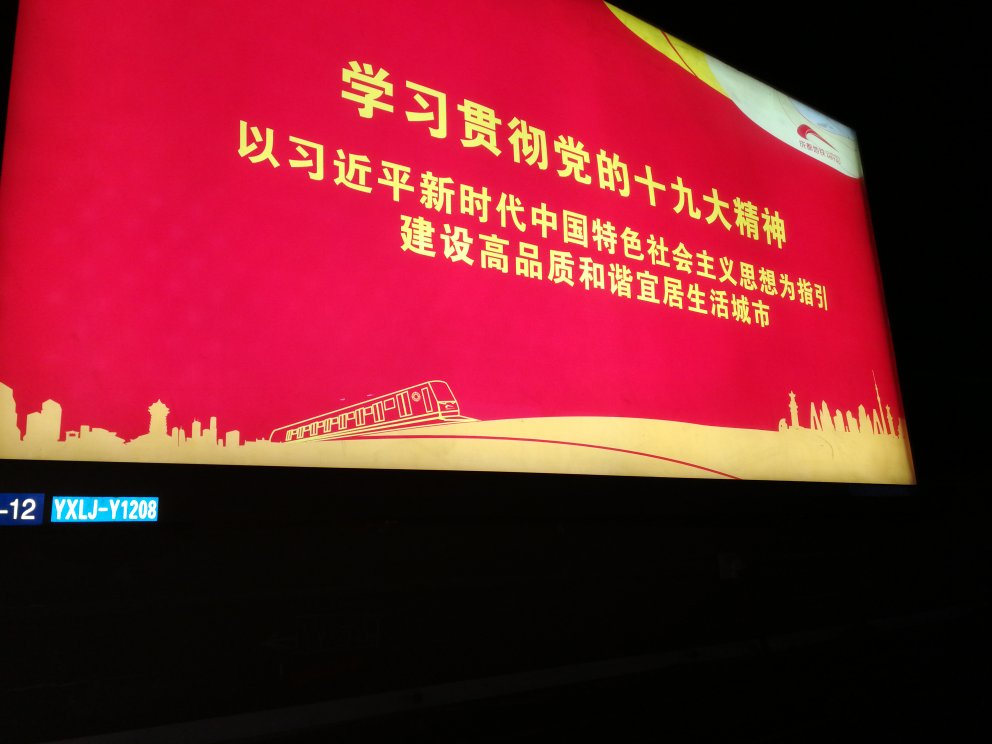 学习贯彻党的十九大精神
以习近平新时代中国特色社会主义思想为指引
建设高品质和谐宜居生活城市
-12
YXLJ-Y1208